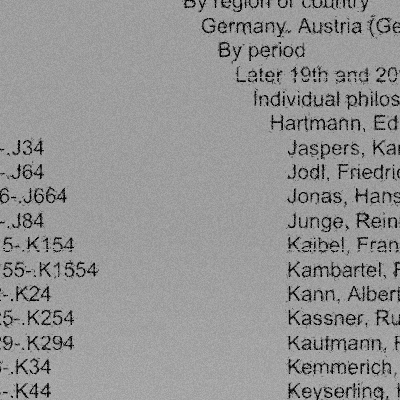 By region or country
Germany. Austria (Ge
By period
Later 19th and 20
Individual philos
Hartmann, Ed
-.J34 Jaspers, Kar
-.J64 Jodl, Friedric
6-.J664 Jonas, Hans
-.J84 Junge, Rein
5-.K154 Kaibel, Fran
55-.K1554 Kambartel, F
-.K24 Kann, Albert
5-.K254 Kassner, Ru
9-.K294 Kaufmann, F
-.K34 Kemmerich,
-.K44 Keyserling, H